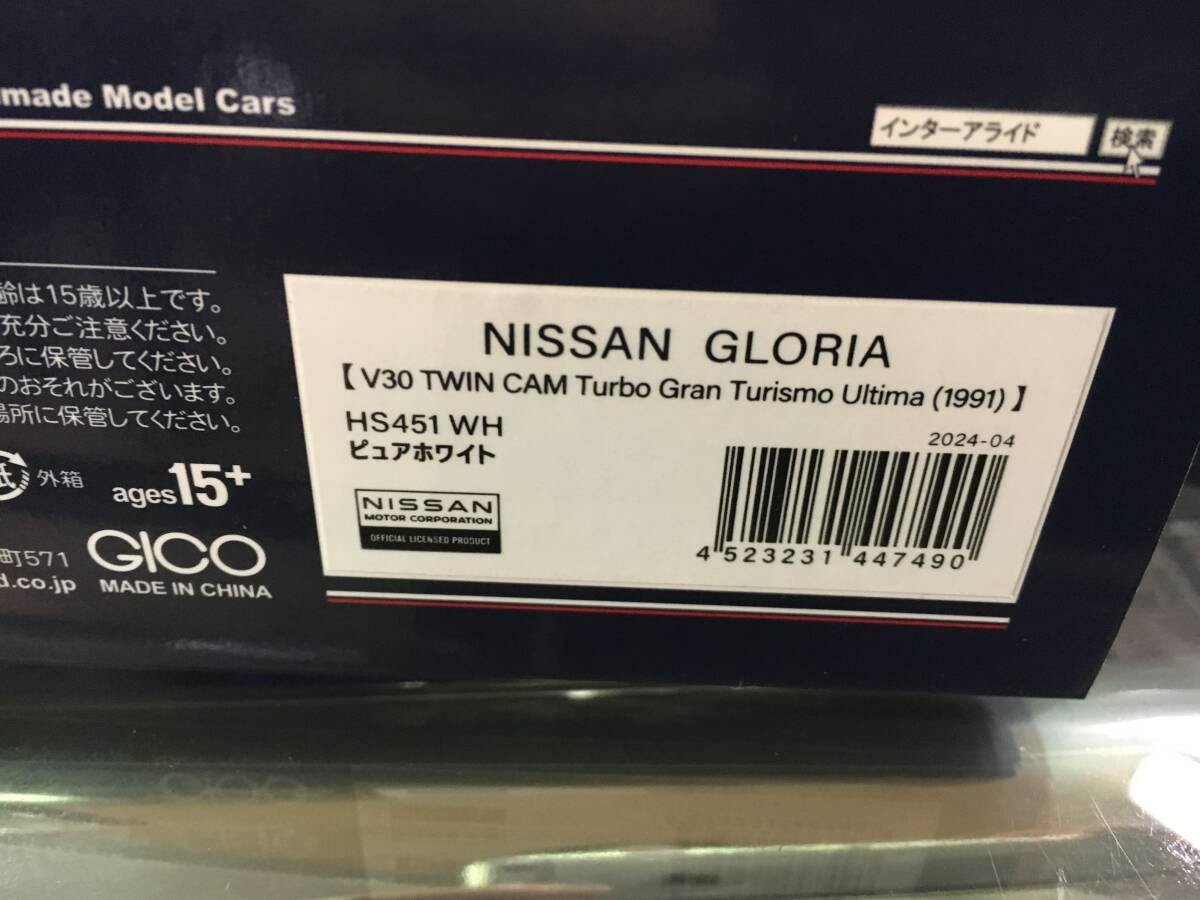 made Model Cars
インターアライド 検索
齢は15歳以上です。
充分ご注意ください。
ろに保管してください。
のおそれがございます。
場所に保管してください。
紙 外箱 ages15+
町571
d.co.jp
GICO
MADE IN CHINA
NISSAN GLORIA
【 V30 TWIN CAM Turbo Gran Turismo Ultima (1991) 】
HS451 WH
ピュアホワイト
2024-04
NISSAN
MOTOR CORPORATION
OFFICIAL LICENSED PRODUCT
4 523231 447490